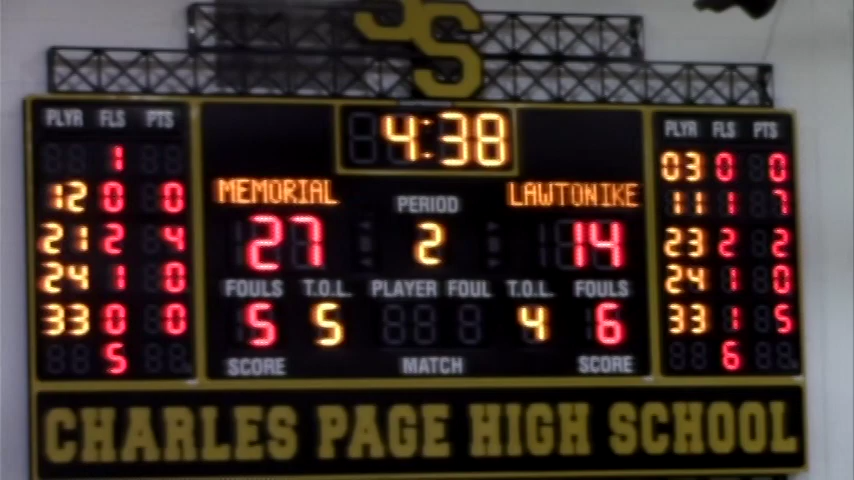 SS
PLYR FLS PTS 4:38 PLYR FLS PTS
1 03 0 0
12 0 0 MEMORIAL PERIOD LAWTONIKE 11 1 7
21 2 4 27 2 14 23 2 2
24 1 0 FOULS T.O.L. PLAYER FOUL T.O.L. FOULS 24 1 0
33 0 0 5 5 4 6 33 1 5
5 SCORE MATCH SCORE 6
CHARLES PAGE HIGH SCHOOL